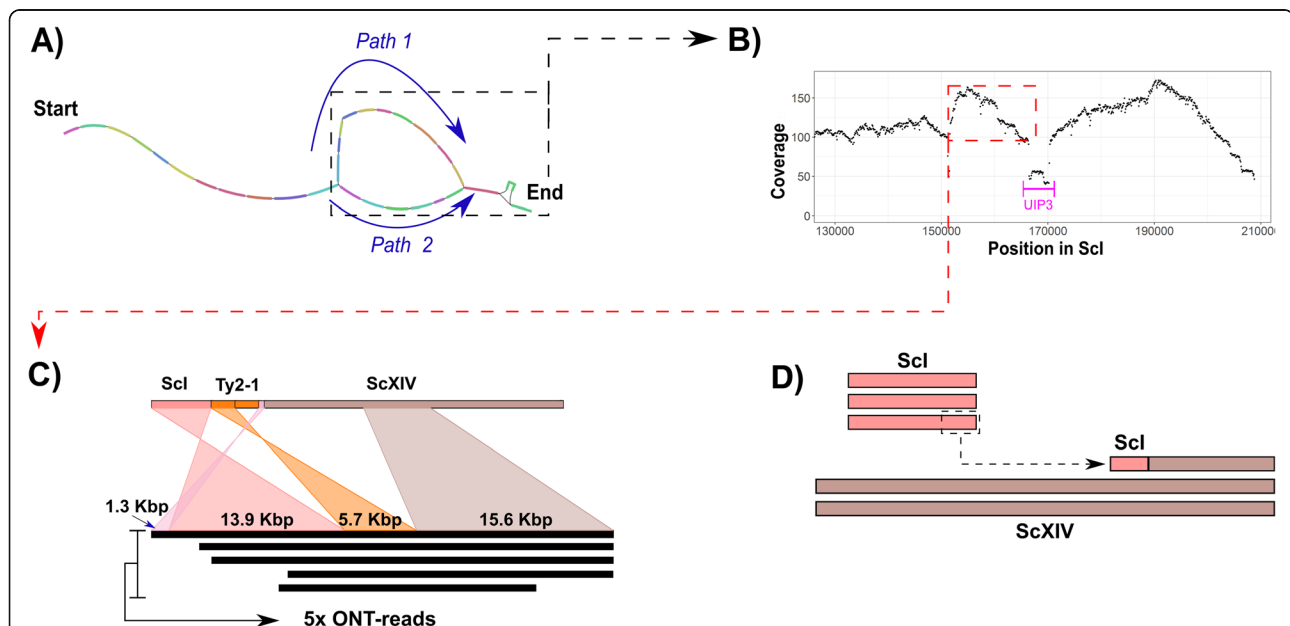 A)
Path 1
Start
End
Path 2
B)
Coverage
150
100
50
0
UIP3
130000 150000 170000 190000 210000
Position in ScI
C)
ScI Ty2-1 ScXIV
1.3 Kbp
13.9 Kbp 5.7 Kbp 15.6 Kbp
5x ONT-reads
D)
ScI
ScI
ScXIV